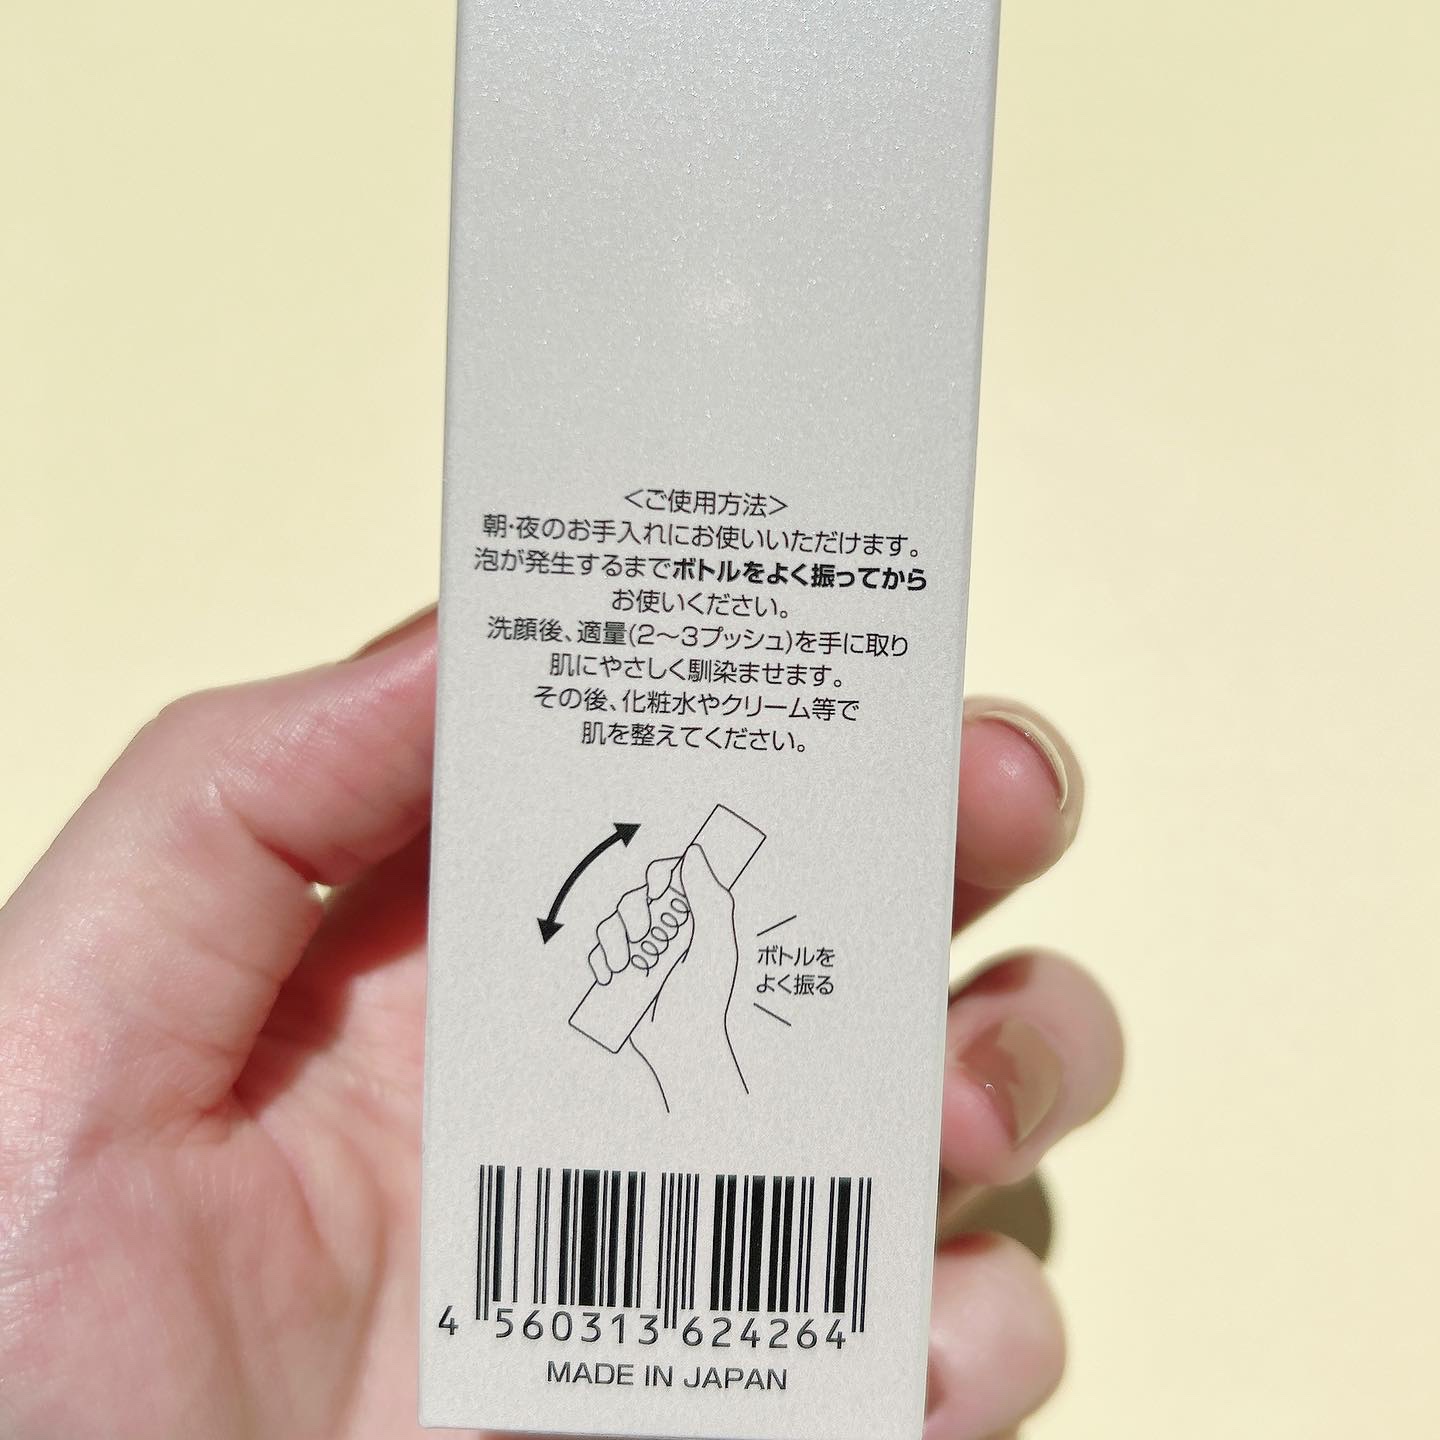 <ご使用方法>
朝・夜のお手入れにお使いいただけます。
泡が発生するまでボトルをよく振ってから
お使いください。
洗顔後、適量(2〜3プッシュ)を手に取り
肌にやさしく馴染ませます。
その後、化粧水やクリーム等で
肌を整えてください。
ボトルを
よく振る
4 560313 624264
MADE IN JAPAN